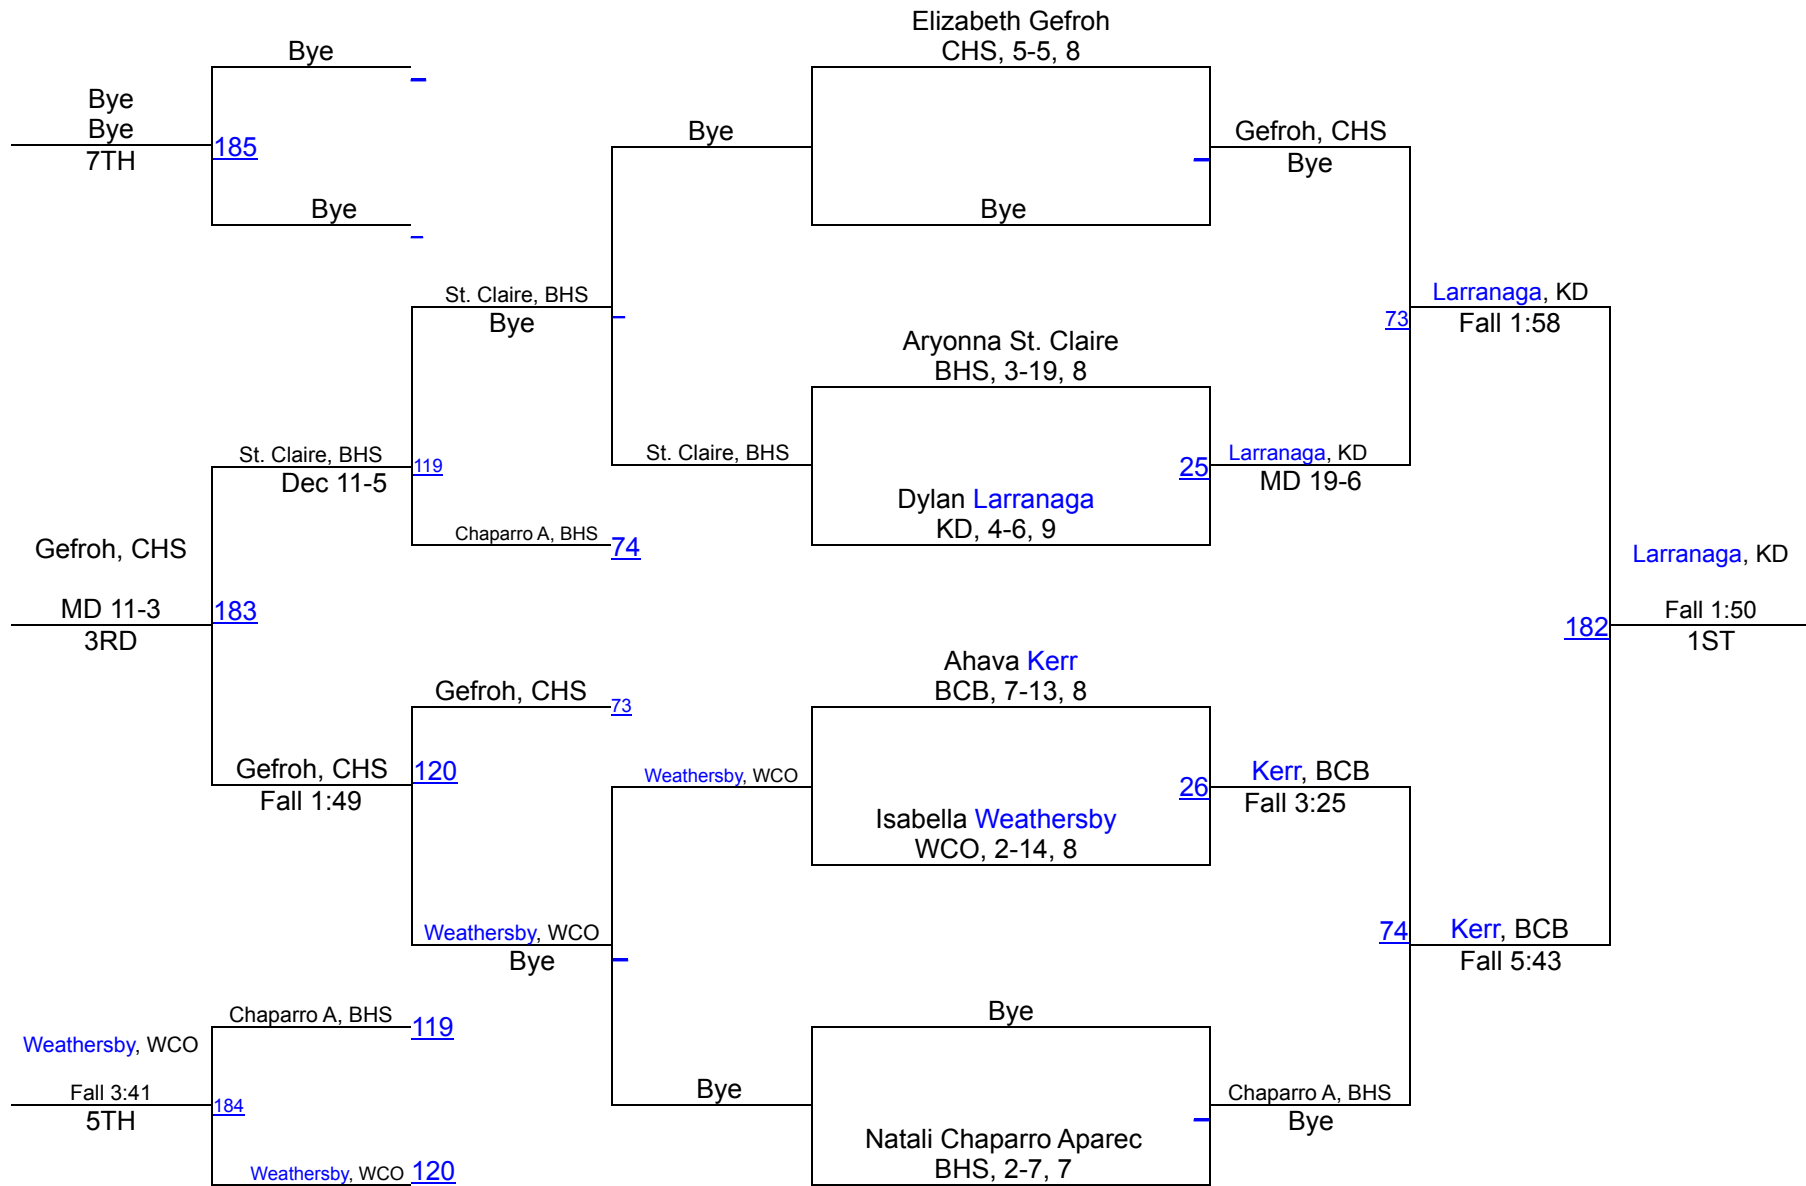 Elizabeth Gefroh
CHS, 5-5, 8
Bye
Bye
Bye
7TH
185
Bye
Bye
Gefroh, CHS
Bye
Bye
Bye
St. Claire, BHS
Bye
Larranaga, KD
Fall 1:58
73
Aryonna St. Claire
BHS, 3-19, 8
St. Claire, BHS
Dec 11-5
119
St. Claire, BHS
25
Larranaga, KD
MD 19-6
Dylan Larranaga
KD, 4-6, 9
Chaparro A, BHS
74
Gefroh, CHS
MD 11-3
3RD
183
Larranaga, KD
Fall 1:50
1ST
182
Ahava Kerr
BCB, 7-13, 8
Gefroh, CHS
73
Gefroh, CHS
Fall 1:49
120
Weathersby, WCO
26
Kerr, BCB
Fall 3:25
Isabella Weathersby
WCO, 2-14, 8
Weathersby, WCO
Bye
74
Kerr, BCB
Fall 5:43
Bye
Chaparro A, BHS
119
Weathersby, WCO
Fall 3:41
5TH
184
Bye
Chaparro A, BHS
Bye
Natali Chaparro Aparec
BHS, 2-7, 7
Weathersby, WCO
120